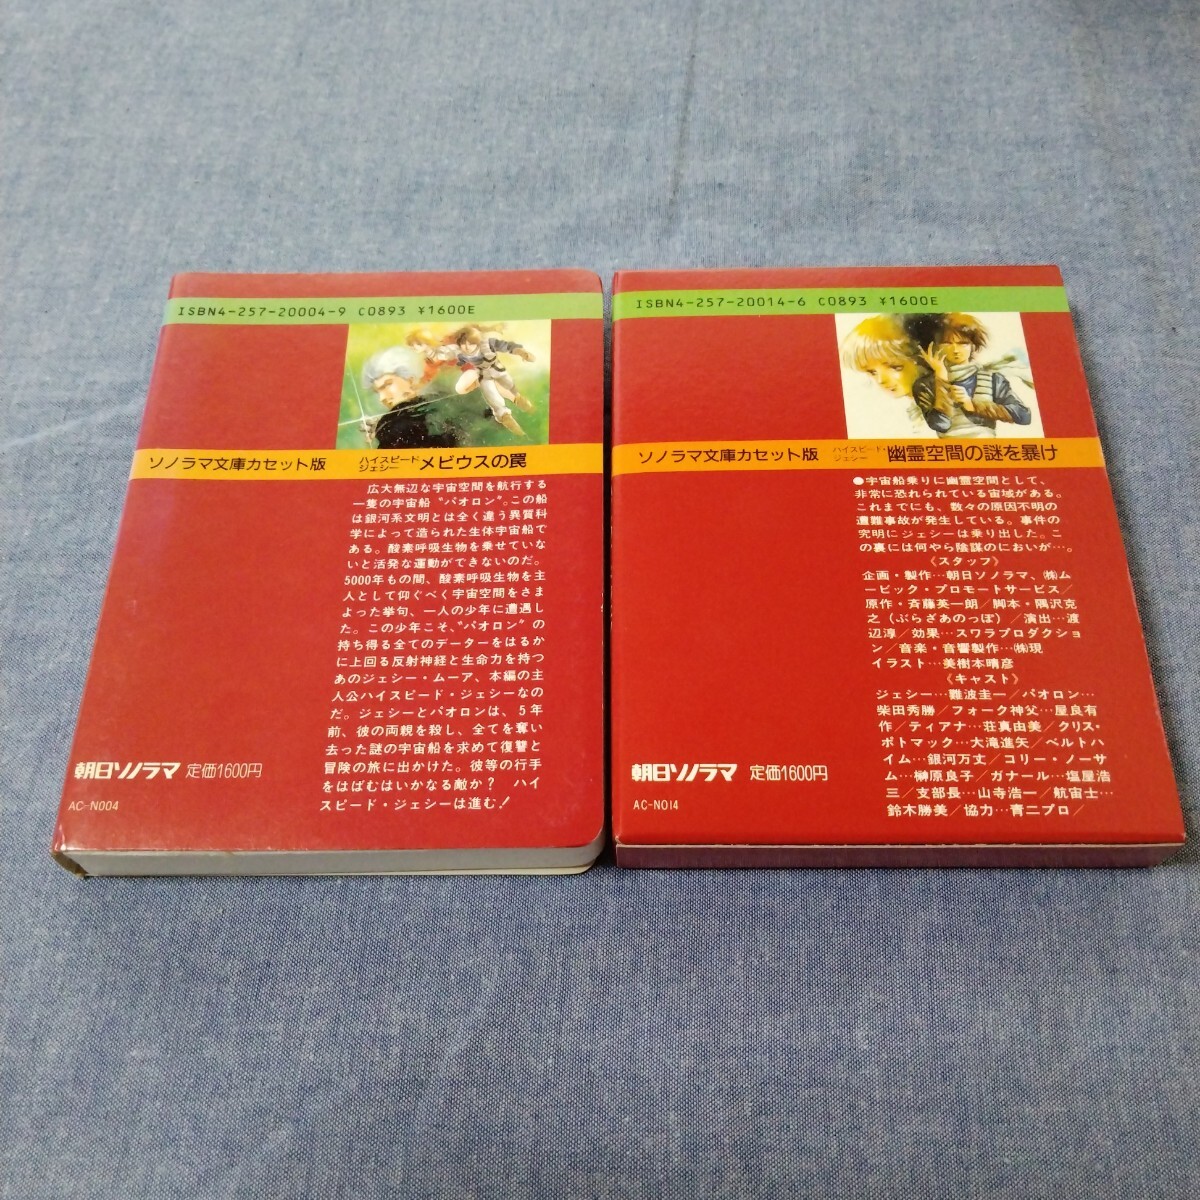 ISBN4-257-20004-9 C0893 ¥1600E
ソノラマ文庫カセット版 ハイスピード ジェシー メビウスの罠
広大無辺な宇宙空間を航行する
一隻の宇宙船“パオロン”。この船
は銀河系文明とは全く違う異質科
学によって造られた生体宇宙船で
ある。酸素呼吸生物を乗せていな
いと活発な運動ができないのだ。
5000年もの間、酸素呼吸生物を主
人として仰ぐべく宇宙空間をさま
よった挙句、一人の少年に遭遇し
た。この少年こそ、“パオロン”の
持ち得る全てのデーターをはるか
に上回る反射神経と生命力を持つ
あのジェシー・ムーア、本編の主
人公ハイスピード・ジェシーなの
だ。ジェシーとパオロンは、5年
前、彼の両親を殺し、全てを奪い
去った謎の宇宙船を求めて復讐と
冒険の旅に出かけた。彼等の行手
をはばむはいかなる敵か? ハイ
スピード・ジェシーは進む!
朝日ソノラマ 定価1600円
AC-N004
ISBN4-257-20014-6 C0893 ¥1600E
ソノラマ文庫カセット版 ハイスピード・ ジェシー 幽霊空間の謎を暴け
●宇宙船乗りに幽霊空間として、
非常に恐れられている宙域がある。
これまでにも、数々の原因不明の
遭難事故が発生している。事件の
究明にジェシーは乗り出した。こ
の裏には何やら陰謀のにおいが…。
《スタッフ》
企画・製作…朝日ソノラマ、㈱ム
ービック・プロモートサービス/
原作・斉藤英一朗/脚本・隅沢克
之(ぶらざあのっぽ)/演出…渡
辺淳/効果…スワラプロダクショ
ン/音楽・音響製作…㈱現
イラスト…美樹本晴彦
《キャスト》
ジェシー…難波圭一/パオロン…
柴田秀勝/フォーク神父…屋良有
作/ティアナ…荘真由美/クリス・
ポトマック…大滝進矢/ベルトハ
イム…銀河万丈/コリー・ノーサ
ム…榊原良子/ガナール…塩屋浩
三/支部長…山寺浩一/航宙士…
鈴木勝美/協力…青二プロ/
朝日ソノラマ 定価1600円
AC-N014